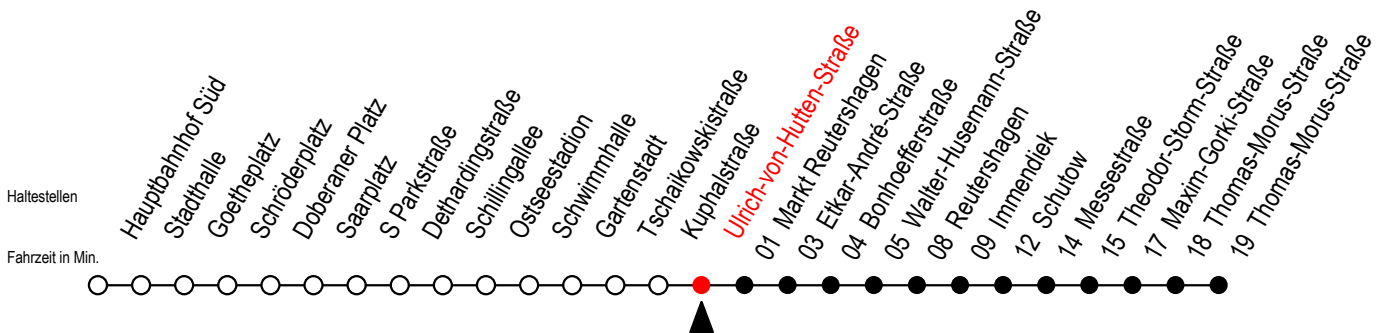 Haltestellen
Fahrzeit in Min.
Hauptbahnhof Süd
Stadthalle
Goetheplatz
Schröderplatz
Doberaner Platz
Saarplatz
S Parkstraße
Dethardingstraße
Schillingallee
Ostseestadion
Schwimmhalle
Gartenstadt
Tschaikowskistraße
Kuphalstraße
Ulrich-von-Hutten-Straße
01 Markt Reutershagen
03 Etkar-André-Straße
04 Bonhoefferstraße
05 Walter-Husemann-Straße
08 Reutershagen
09 Immendiek
12 Schutow
14 Messestraße
15 Theodor-Storm-Straße
17 Maxim-Gorki-Straße
18 Thomas-Morus-Straße
19 Thomas-Morus-Straße